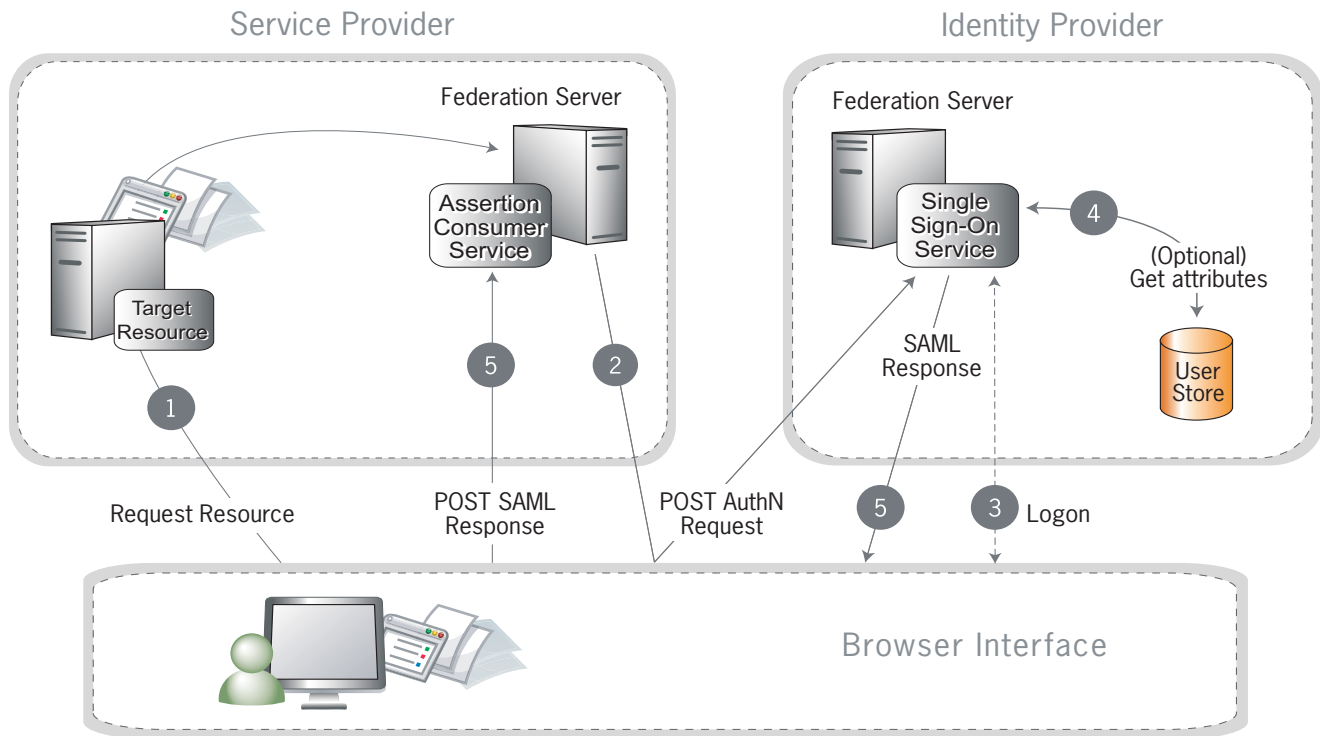 Service Provider
Identity Provider
Federation Server
Assertion
Consumer
Service
Target
Resource
1
5
2
Request Resource
POST SAML
Response
POST AuthN
Request
Federation Server
Single
Sign-On
Service
4
(Optional)
Get attributes
User
Store
SAML
Response
5
3
Logon
Browser Interface